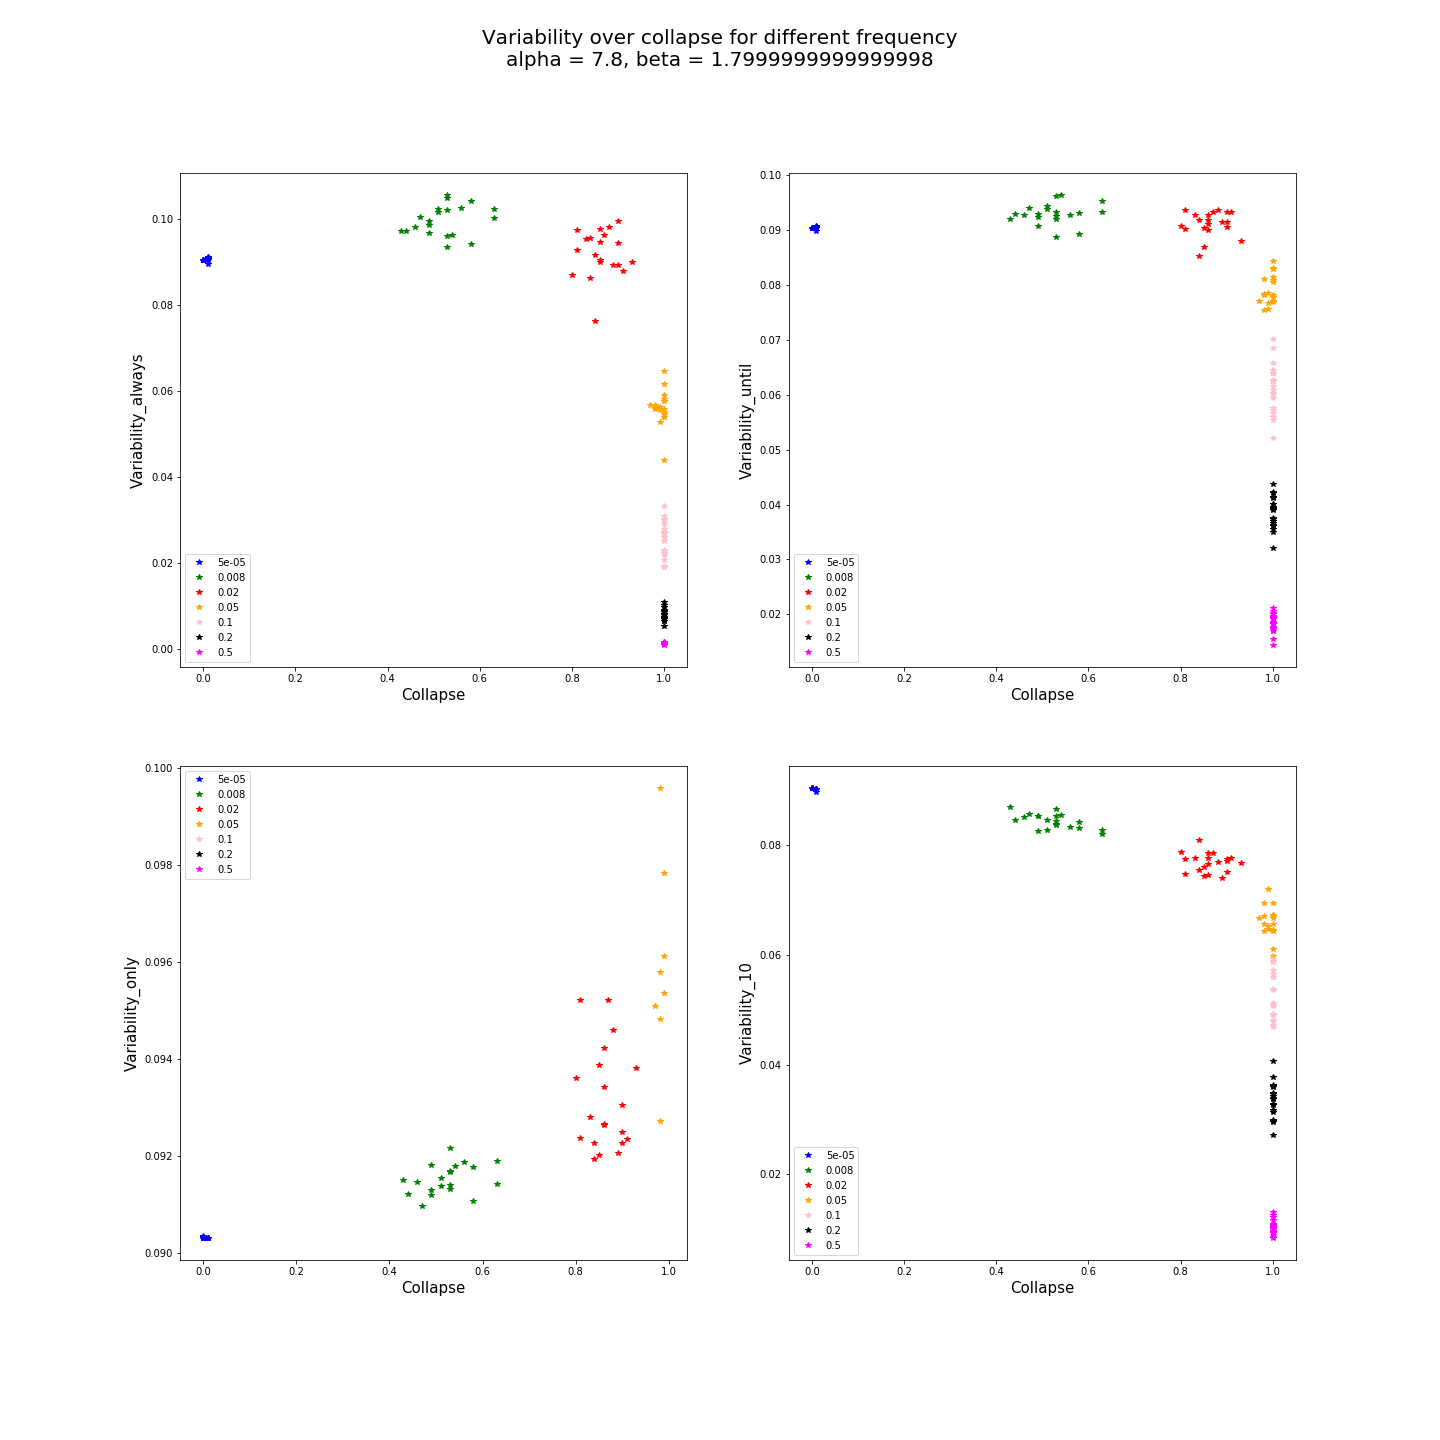 Variability over collapse for different frequency
alpha = 7.8, beta = 1.7999999999999998
0.10
0.08
0.06
0.04
0.02
0.00
Variability_always
5e-05
0.008
0.02
0.05
0.1
0.2
0.5
0.0 0.2 0.4 0.6 0.8 1.0
Collapse
0.10
0.09
0.08
0.07
0.06
0.05
0.04
0.03
0.02
Variability_until
5e-05
0.008
0.02
0.05
0.1
0.2
0.5
0.0 0.2 0.4 0.6 0.8 1.0
Collapse
0.100
0.098
0.096
0.094
0.092
0.090
Variability_only
5e-05
0.008
0.02
0.05
0.1
0.2
0.5
0.0 0.2 0.4 0.6 0.8 1.0
Collapse
0.08
0.06
0.04
0.02
Variability_10
5e-05
0.008
0.02
0.05
0.1
0.2
0.5
0.0 0.2 0.4 0.6 0.8 1.0
Collapse